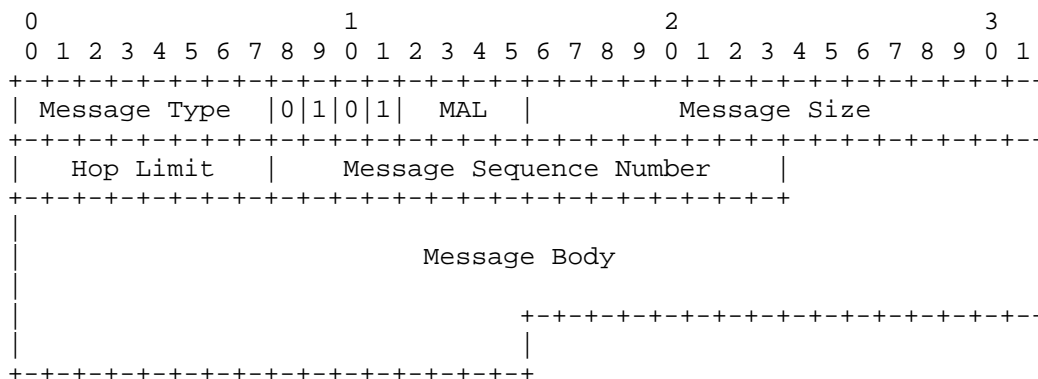 0                   1                   2                   3
 0 1 2 3 4 5 6 7 8 9 0 1 2 3 4 5 6 7 8 9 0 1 2 3 4 5 6 7 8 9 0 1
+-+-+-+-+-+-+-+-+-+-+-+-+-+-+-+-+-+-+-+-+-+-+-+-+-+-+-+-+-+-+-+--
| Message Type  |0|1|0|1|  MAL  |         Message Size
+-+-+-+-+-+-+-+-+-+-+-+-+-+-+-+-+-+-+-+-+-+-+-+-+-+-+-+-+-+-+-+--
|   Hop Limit   |    Message Sequence Number    |
+-+-+-+-+-+-+-+-+-+-+-+-+-+-+-+-+-+-+-+-+-+-+-+-+
|
|                         Message Body
|
|                               +-+-+-+-+-+-+-+-+-+-+-+-+-+-+-+--
|                               |
+-+-+-+-+-+-+-+-+-+-+-+-+-+-+-+-+